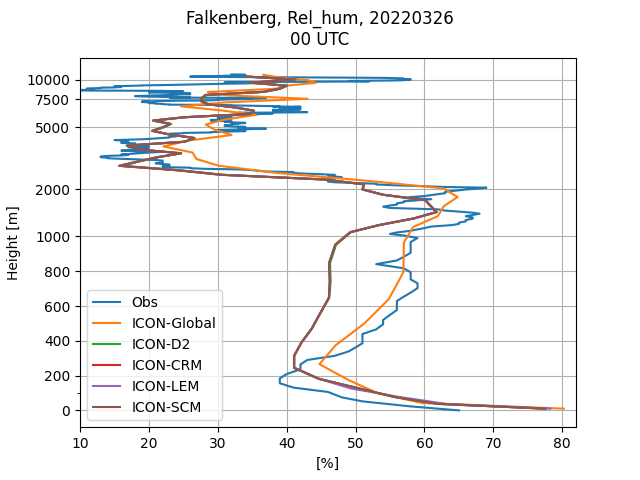 Falkenberg, Rel_hum, 20220326
00 UTC
Height [m]
10000
7500
5000
2000
1000
800
600
400
200
0
Obs
ICON-Global
ICON-D2
ICON-CRM
ICON-LEM
ICON-SCM
10 20 30 40 50 60 70 80
[%]